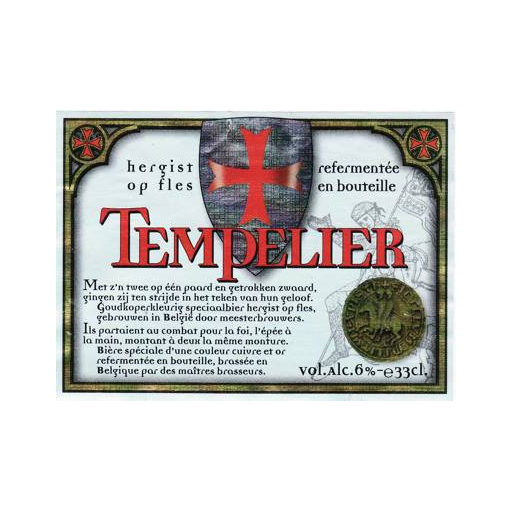 hergist
op fles
refermentée
en bouteille
TEMPELIER
Met z'n twee op één paard en getrokken zwaard,
gingen zij ten strijde in het teken van hun geloof.
Goudkoperkleurig speciaalbier hergist op fles,
gebrouwen in België door meesterbrouwers.
Ils partaient au combat pour la foi, l'épée à
la main, montant à deux la même monture.
Bière spéciale d'une couleur cuivre et or
refermentée en bouteille, brassée en
Belgique par des maîtres brasseurs.
vol.alc.6%-℮33cl.